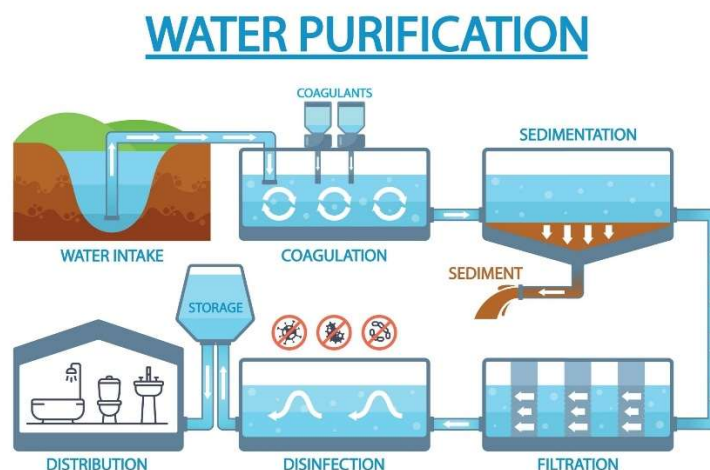 WATER PURIFICATION
COAGULANTS
SEDIMENTATION
WATER INTAKE
COAGULATION
SEDIMENT
STORAGE
DISTRIBUTION
DISINFECTION
FILTRATION